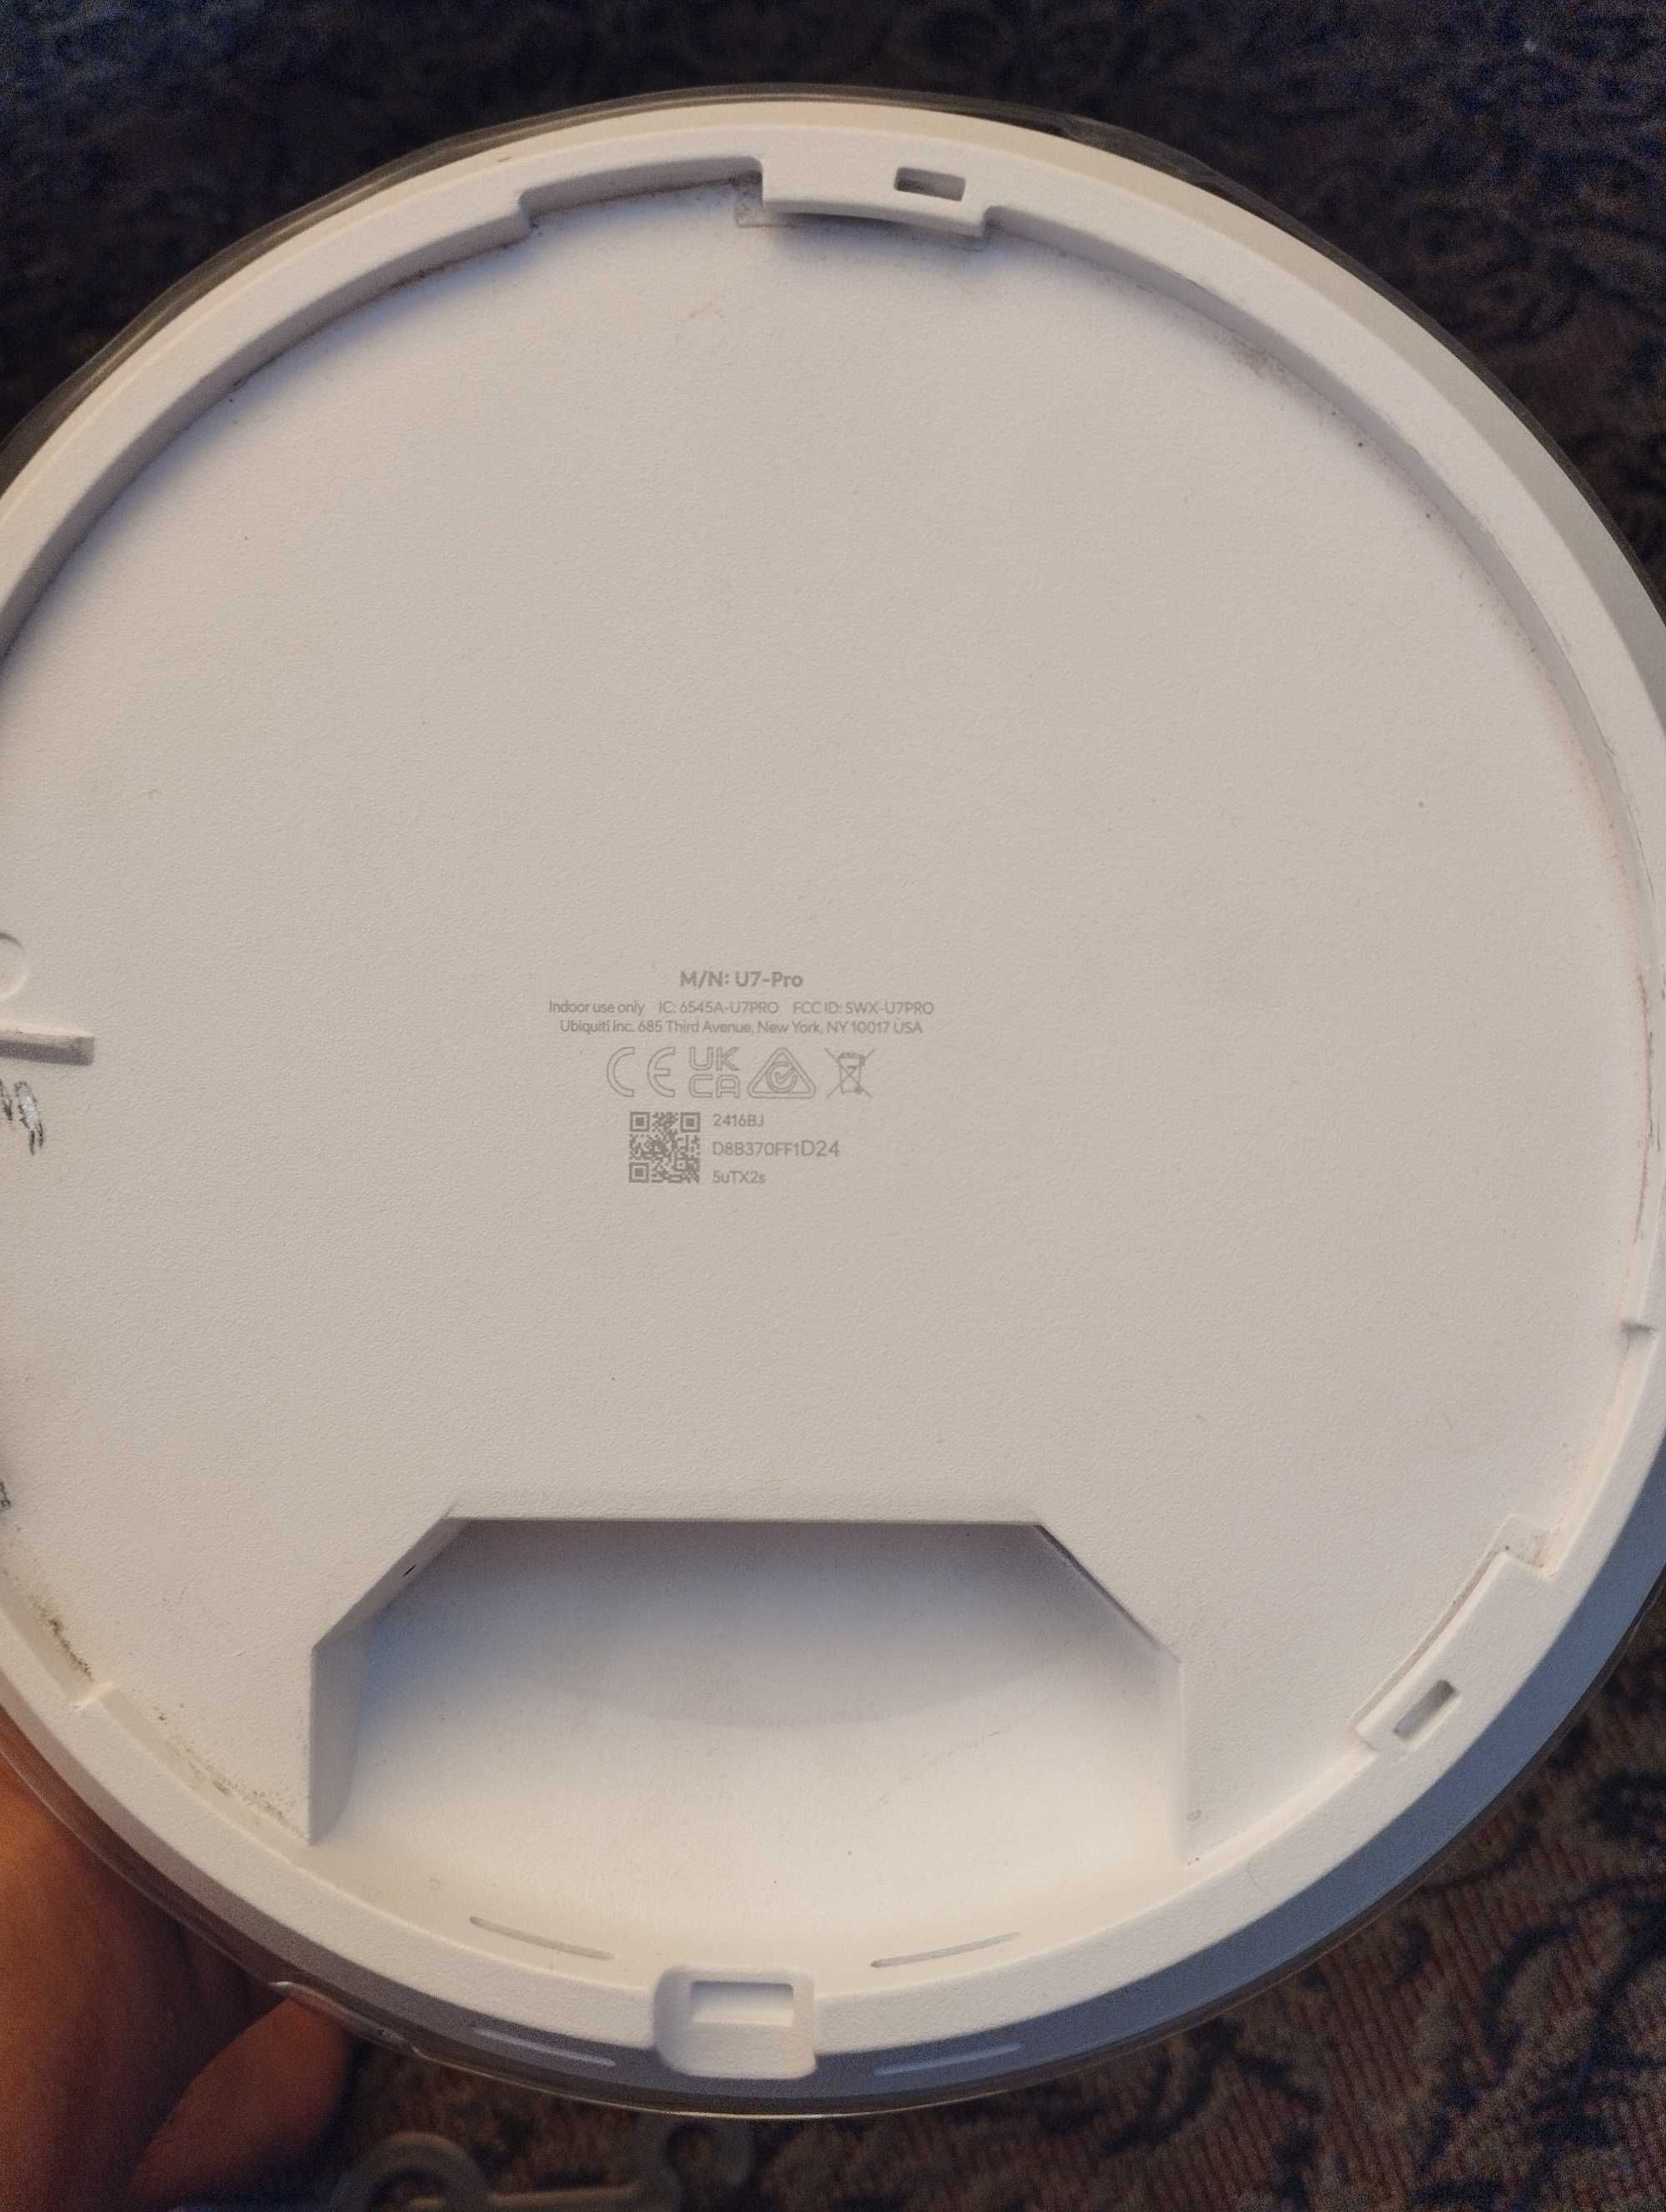 M/N: U7-Pro
Indoor use only IC: 6545A-U7PRO FCC ID: SWX-U7PRO
Ubiquiti Inc. 685 Third Avenue, New York, NY 10017 USA
CE UK CA
2416BJ
D8B370FF1D24
5uTX2s